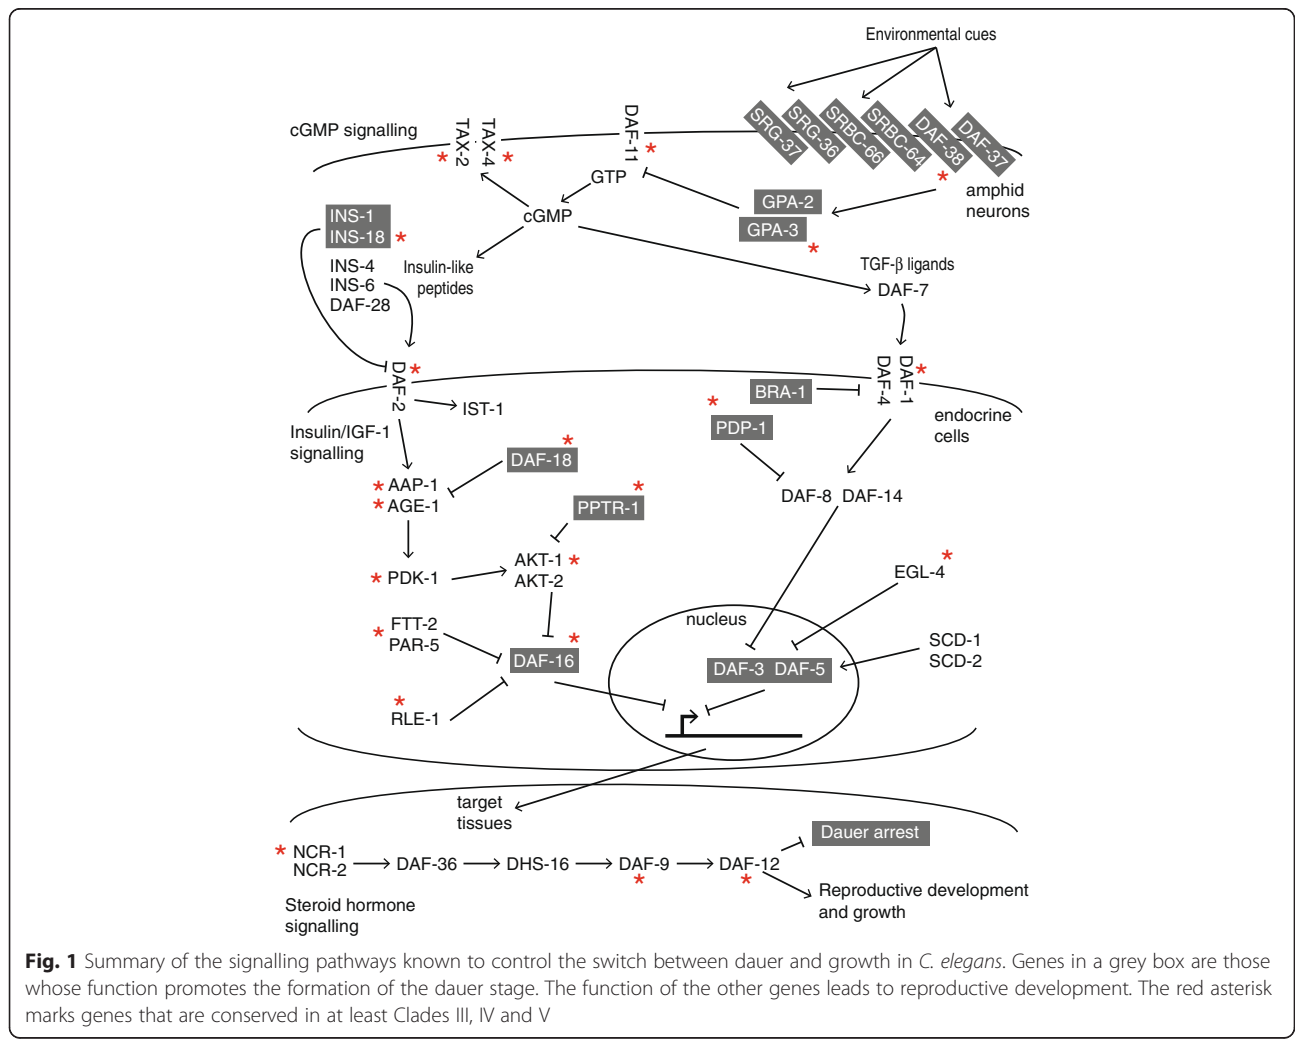 Environmental cues
cGMP signalling
TAX-2
TAX-4
*
*
DAF-11
*
SRG-37
SRG-36
SRBC-66
SRBC-64
DAF-38
DAF-37
*
amphid
neurons
GTP
cGMP
GPA-2
GPA-3
*
INS-1
INS-18 *
INS-4
INS-6
DAF-28
Insulin-like
peptides
TGF-β ligands
DAF-7
DAF-2
*
DAF-4
DAF-1
*
IST-1
BRA-1
*
PDP-1
endocrine
cells
Insulin/IGF-1
signalling
*
DAF-18
* AAP-1
* AGE-1
DAF-8 DAF-14
*
PPTR-1
AKT-1 *
AKT-2
* PDK-1
*
EGL-4
nucleus
FTT-2
* PAR-5
*
DAF-16
DAF-3 DAF-5
SCD-1
SCD-2
*
RLE-1
target
tissues
Dauer arrest
* NCR-1
NCR-2
DAF-36
DHS-16
DAF-9
*
DAF-12
*
Reproductive development
and growth
Steroid hormone
signalling
Fig. 1 Summary of the signalling pathways known to control the switch between dauer and growth in C. elegans. Genes in a grey box are those
whose function promotes the formation of the dauer stage. The function of the other genes leads to reproductive development. The red asterisk
marks genes that are conserved in at least Clades III, IV and V